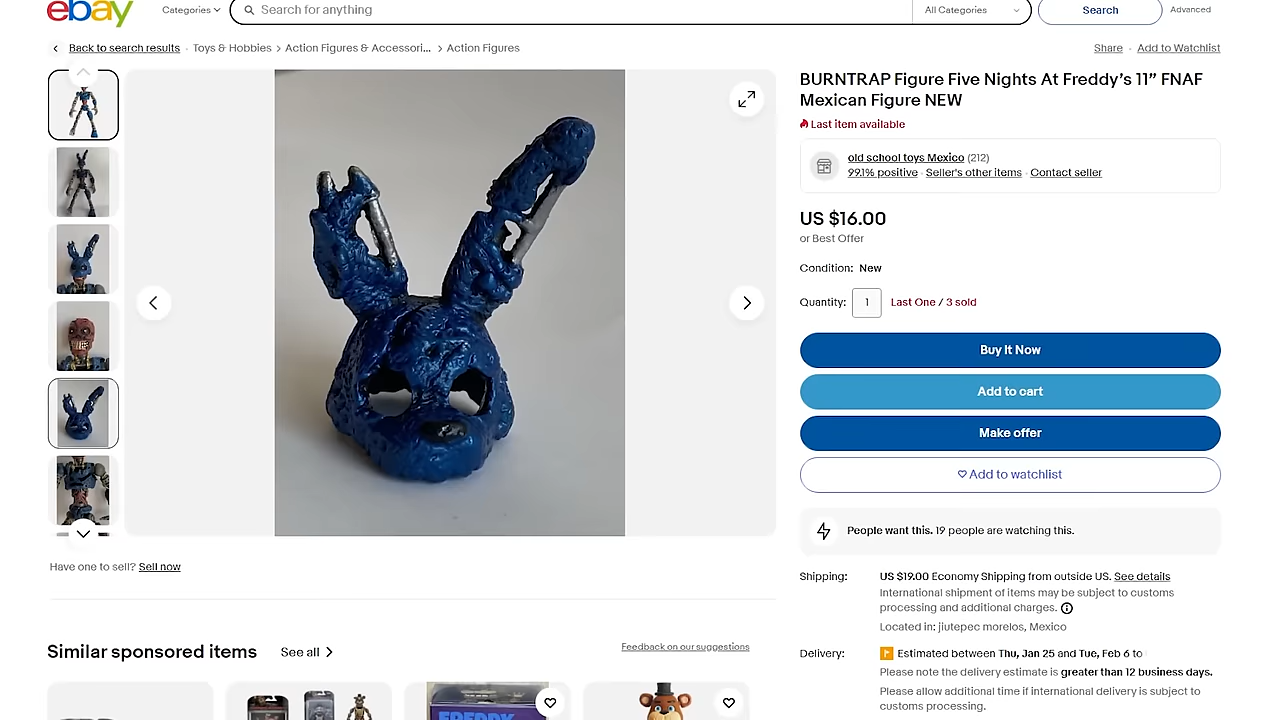 ebay
Categories
Search for anything
All Categories
Search
Advanced
Back to search results
Toys & Hobbies
Action Figures & Accessori...
Action Figures
Share
Add to Watchlist
BURNTRAP Figure Five Nights At Freddy’s 11” FNAF
Mexican Figure NEW
Last item available
old school toys Mexico (212)
99.1% positive · Seller's other items · Contact seller
US $16.00
or Best Offer
Condition: New
Quantity: 1 Last One / 3 sold
Buy It Now
Add to cart
Make offer
Add to watchlist
People want this. 19 people are watching this.
Shipping: US $19.00 Economy Shipping from outside US. See details
International shipment of items may be subject to customs
processing and additional charges.
Located in: jiutepec morelos, Mexico
Delivery: Estimated between Thu, Jan 25 and Tue, Feb 6 to
Please note the delivery estimate is greater than 12 business days.
Please allow additional time if international delivery is subject to
customs processing.
Have one to sell? Sell now
Similar sponsored items
See all
Feedback on our suggestions
FREDDY